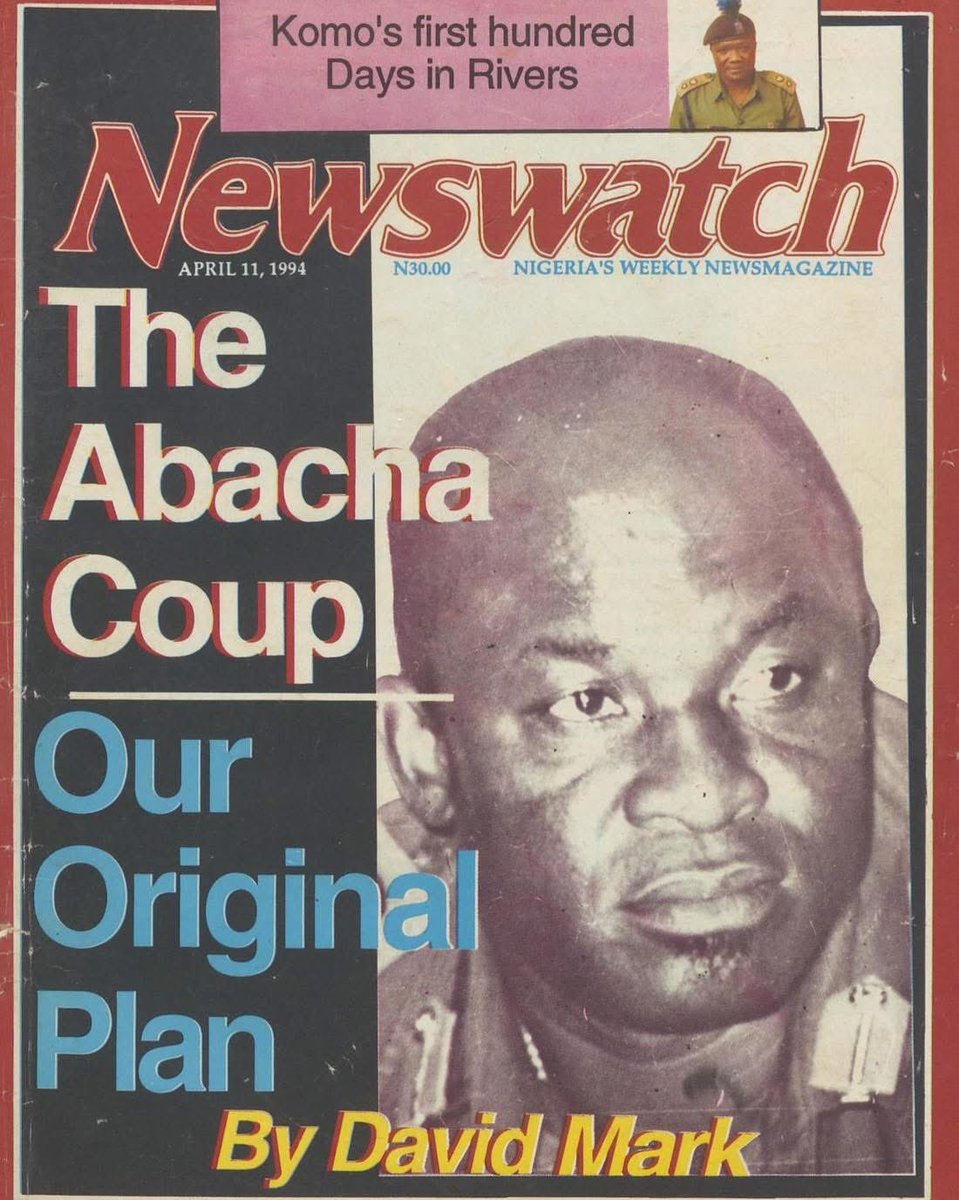 Komo's first hundred
Days in Rivers
Newswatch
APRIL 11, 1994 N30.00 NIGERIA'S WEEKLY NEWSMAGAZINE
The
Abacha
Coup
Our
Original
Plan
By David Mark